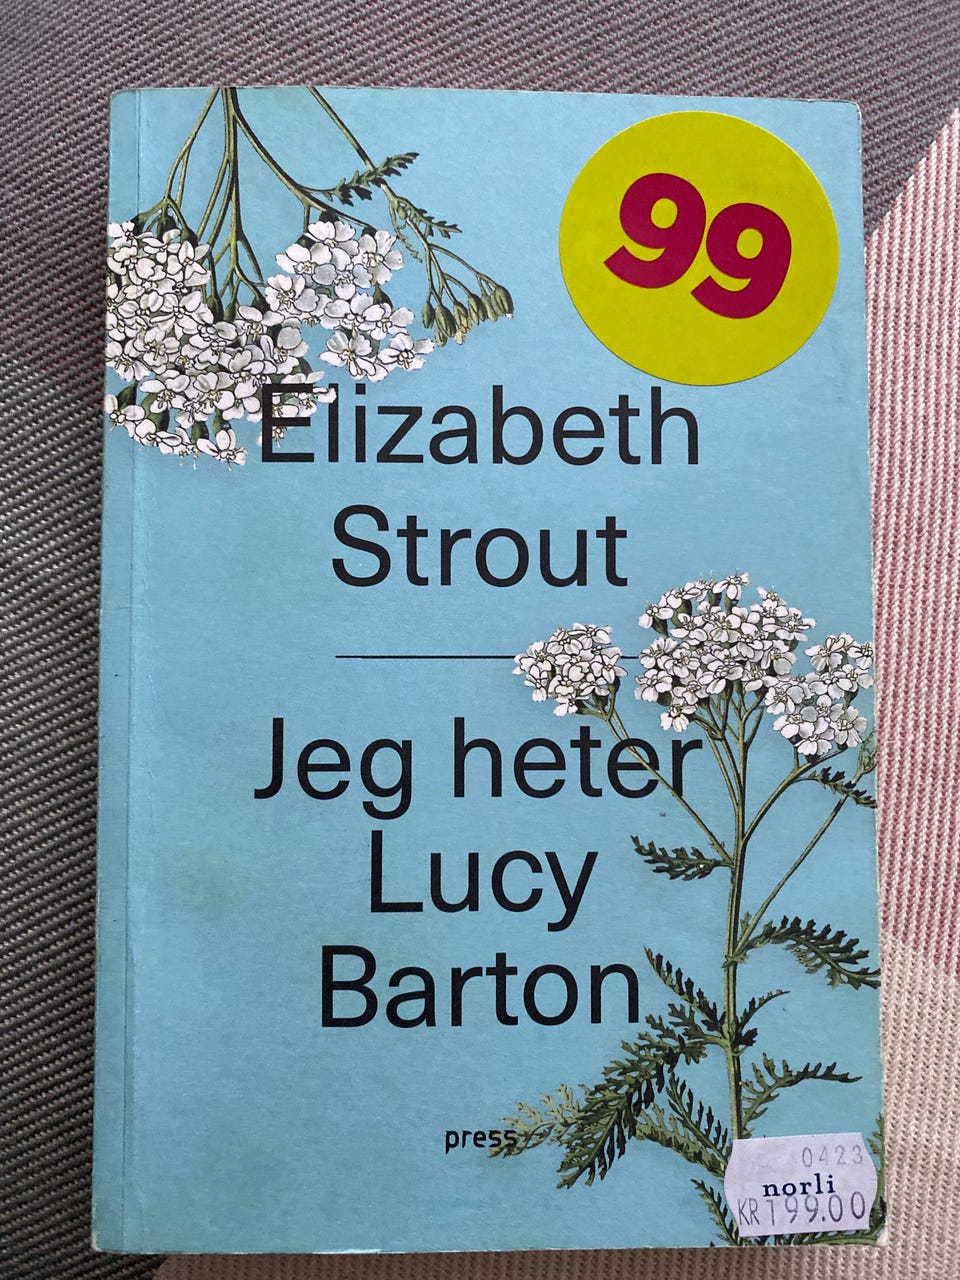 99
Elizabeth
Strout
Jeg heter
Lucy
Barton
press
0423
norli
KR 199.00